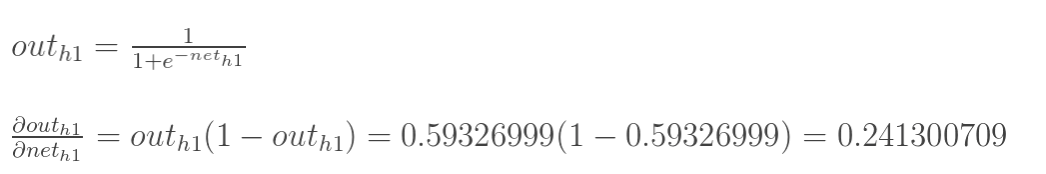 out_{h1} = \frac{1}{1+e^{-net_{h1}}}
\frac{\partial out_{h1}}{\partial net_{h1}} = out_{h1}(1 - out_{h1}) = 0.59326999(1 - 0.59326999) = 0.241300709